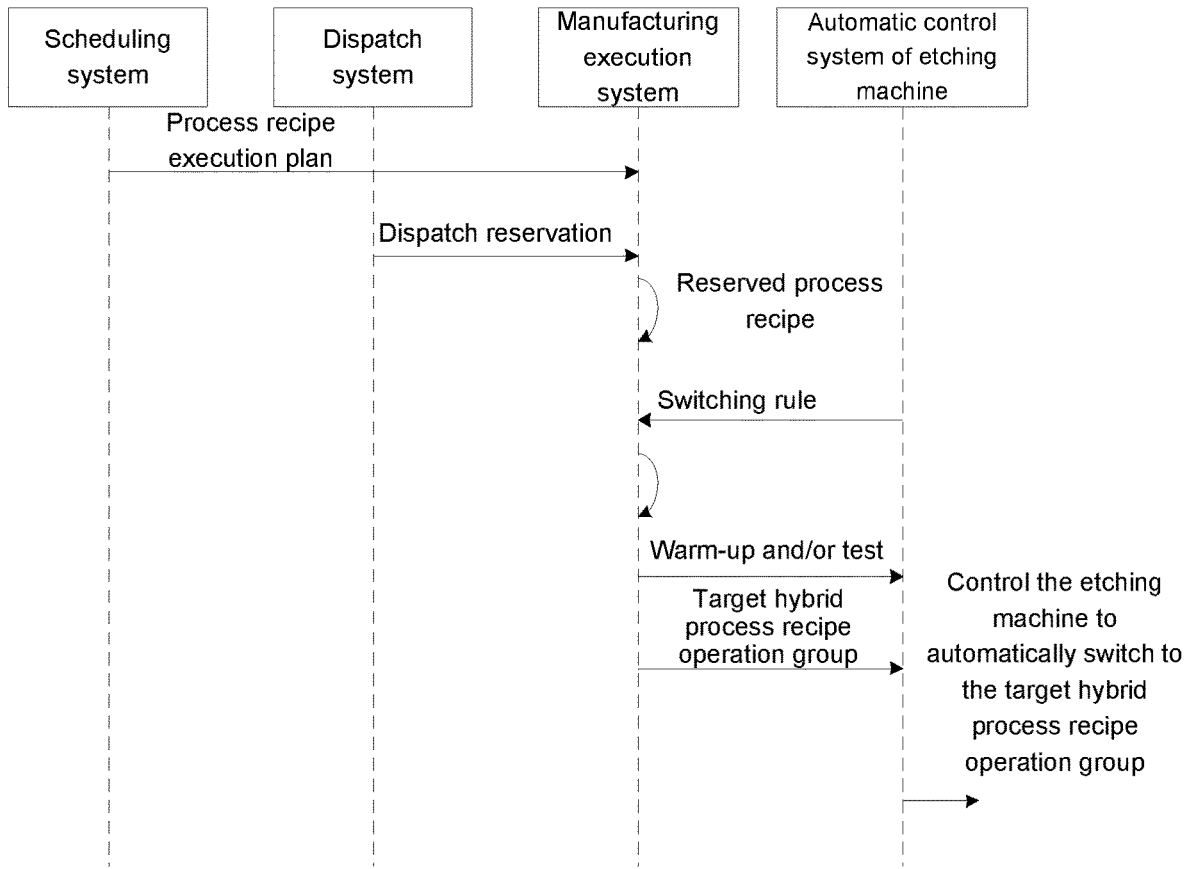 Scheduling
system
Dispatch
system
Manufacturing
execution
system
Automatic control
system of etching
machine
Process recipe
execution plan
Dispatch reservation
Reserved process
recipe
Switching rule
Warm-up and/or test
Target hybrid
process recipe
operation group
Control the etching
machine to
automatically switch to
the target hybrid
process recipe
operation group